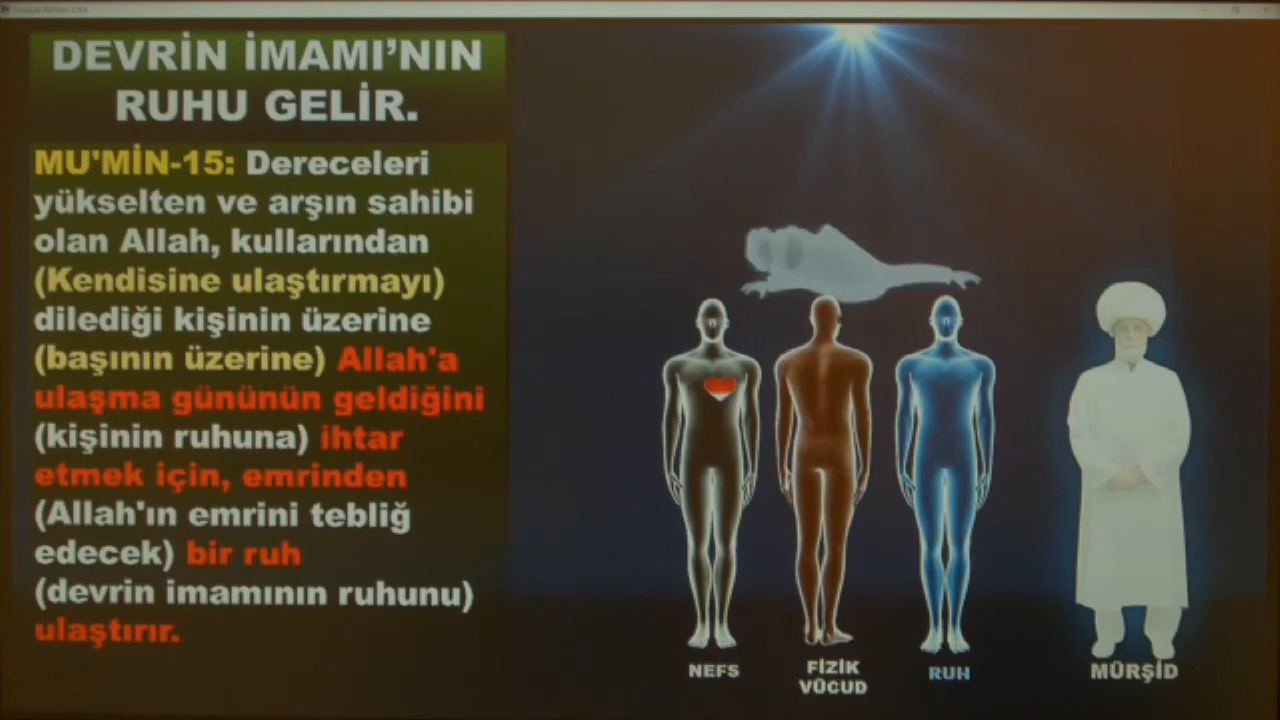 DEVRİN İMAMI’NIN
RUHU GELİR.
MU'MİN-15: Dereceleri
yükselten ve arşın sahibi
olan Allah, kullarından
(Kendisine ulaştırmayı)
dilediği kişinin üzerine
(başının üzerine) Allah'a
ulaşma gününün geldiğini
(kişinin ruhuna) ihtar
etmek için, emrinden
(Allah'ın emrini tebliğ
edecek) bir ruh
(devrin imamının ruhunu)
ulaştırır.
NEFS
FİZİK
VÜCUD
RUH
MÜRŞİD